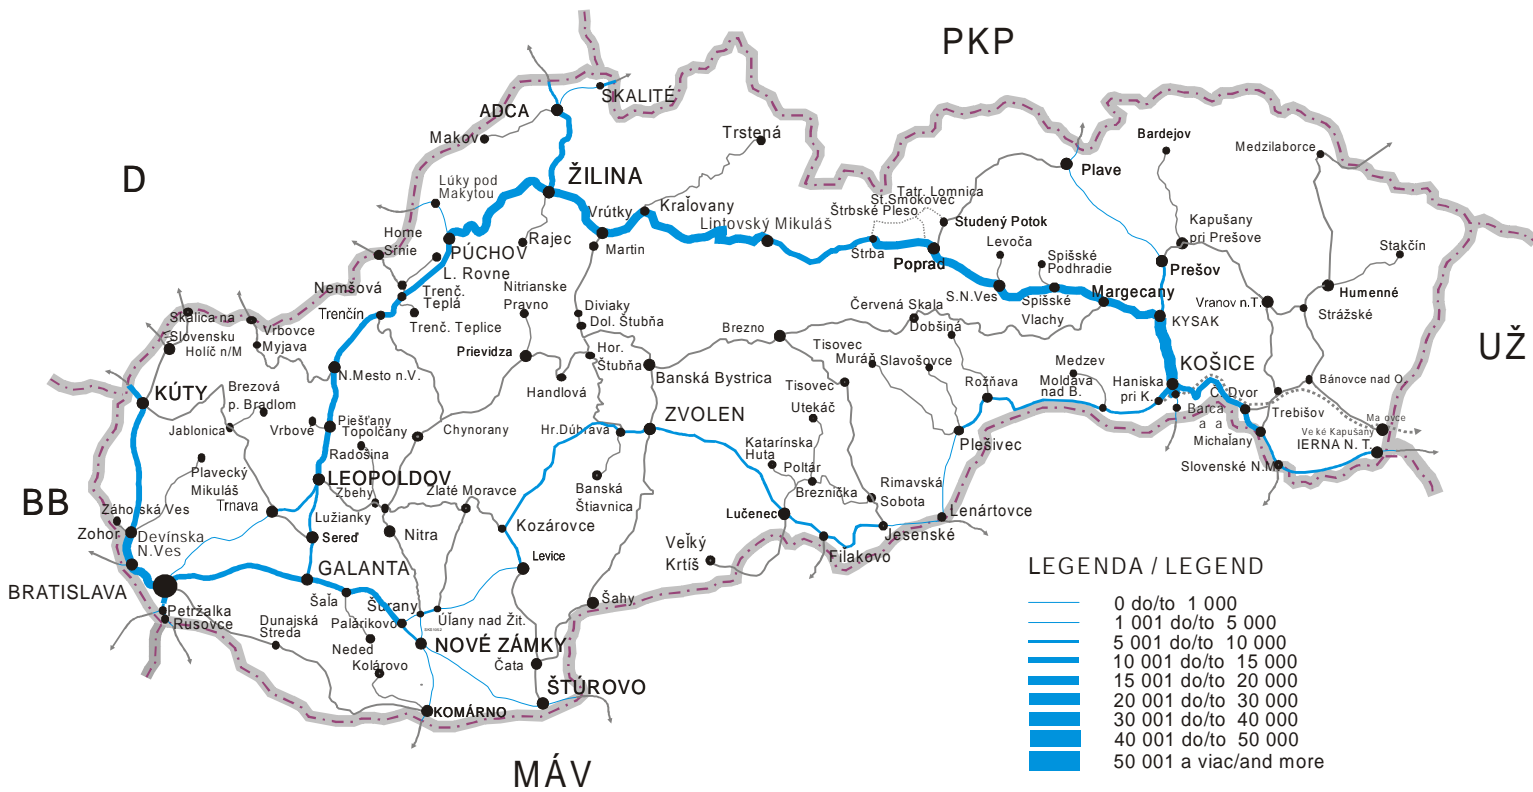 PKP
D
UŽ
BB
MÁV
SKALITÉ
ADCA
Makov
Trstená
Bardejov
Medzilaborce
Plave
ŽILINA
Lúky pod
Makytou
Vrútky
Kraľovany
Liptovský Mikuláš
Tatr. Lomnica
St.Smokovec
Štrbské Pleso
Studený Potok
Kapušany
pri Prešove
Stakčín
Horne
Sŕnie
PÚCHOV
Rajec
Martin
Štrba
Poprad
Levoča
Spišské
Podhradie
Prešov
L. Rovne
Nemšová
Trenč.
Teplá
Nitrianske
Pravno
Diviaky
Dol. Štubňa
Červená Skala
Dobšiná
S.N.Ves
Spišské
Vlachy
Margecany
KYSAK
Vranov n.T.
Humenné
Strážské
Skalica na
Slovensku
Holíč n/M
Vrbovce
Myjava
Trenčín
Trenč. Teplice
Prievidza
Hor.
Štubňa
Brezno
Tisovec
Muráň
Slavošovce
Medzev
KOŠICE
N.Mesto n.V.
Handlová
Banská Bystrica
Tisovec
Rožňava
Moldava
nad B.
Haniska
pri K.
Č. Dvor
Bánovce nad O
KÚTY
Brezová
p. Bradlom
Jablonica
Vrbové
Piešťany
Topolčany
Chynorany
Hr.Dúbrava
ZVOLEN
Utekáč
Plešivec
Barca
Trebišov
Maťovce
Veľké Kapušany
IERNA N. T.
Michaľany
Slovenské N.M
Radošina
Katarínska
Huta
Poltár
Breznička
Rimavská
Sobota
Plavecký
Mikuláš
LEOPOLDOV
Zbehy
Zlaté Moravce
Banská
Štiavnica
Záhorská Ves
Trnava
Lužianky
Nitra
Kozárovce
Lučenec
Lenártovce
Jesenské
Zohor
Devínska
N.Ves
Sereď
Levice
Veľký
Krtíš
Filakovo
GALANTA
BRATISLAVA
Petržalka
Rusovce
Dunajská
Streda
Šaľa
Palárikovo
Šurany
Úľany nad Žit.
Šahy
Neded
Kolárovo
NOVÉ ZÁMKY
Čata
ŠTÚROVO
KOMÁRNO
LEGENDA / LEGEND
0 do/to 1 000
1 001 do/to 5 000
5 001 do/to 10 000
10 001 do/to 15 000
15 001 do/to 20 000
20 001 do/to 30 000
30 001 do/to 40 000
40 001 do/to 50 000
50 001 a viac/and more